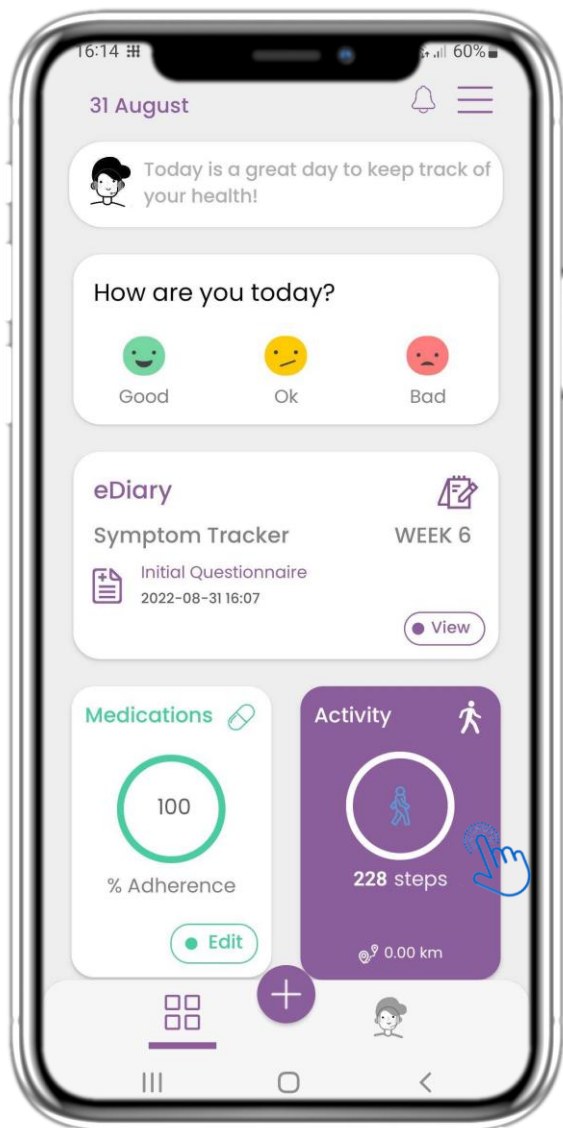 16:14
60%
31 August
Today is a great day to keep track of
your health!
How are you today?
Good
Ok
Bad
eDiary
Symptom Tracker
WEEK 6
Initial Questionnaire
2022-08-31 16:07
View
Medications
100
% Adherence
Edit
Activity
228 steps
0.00 km